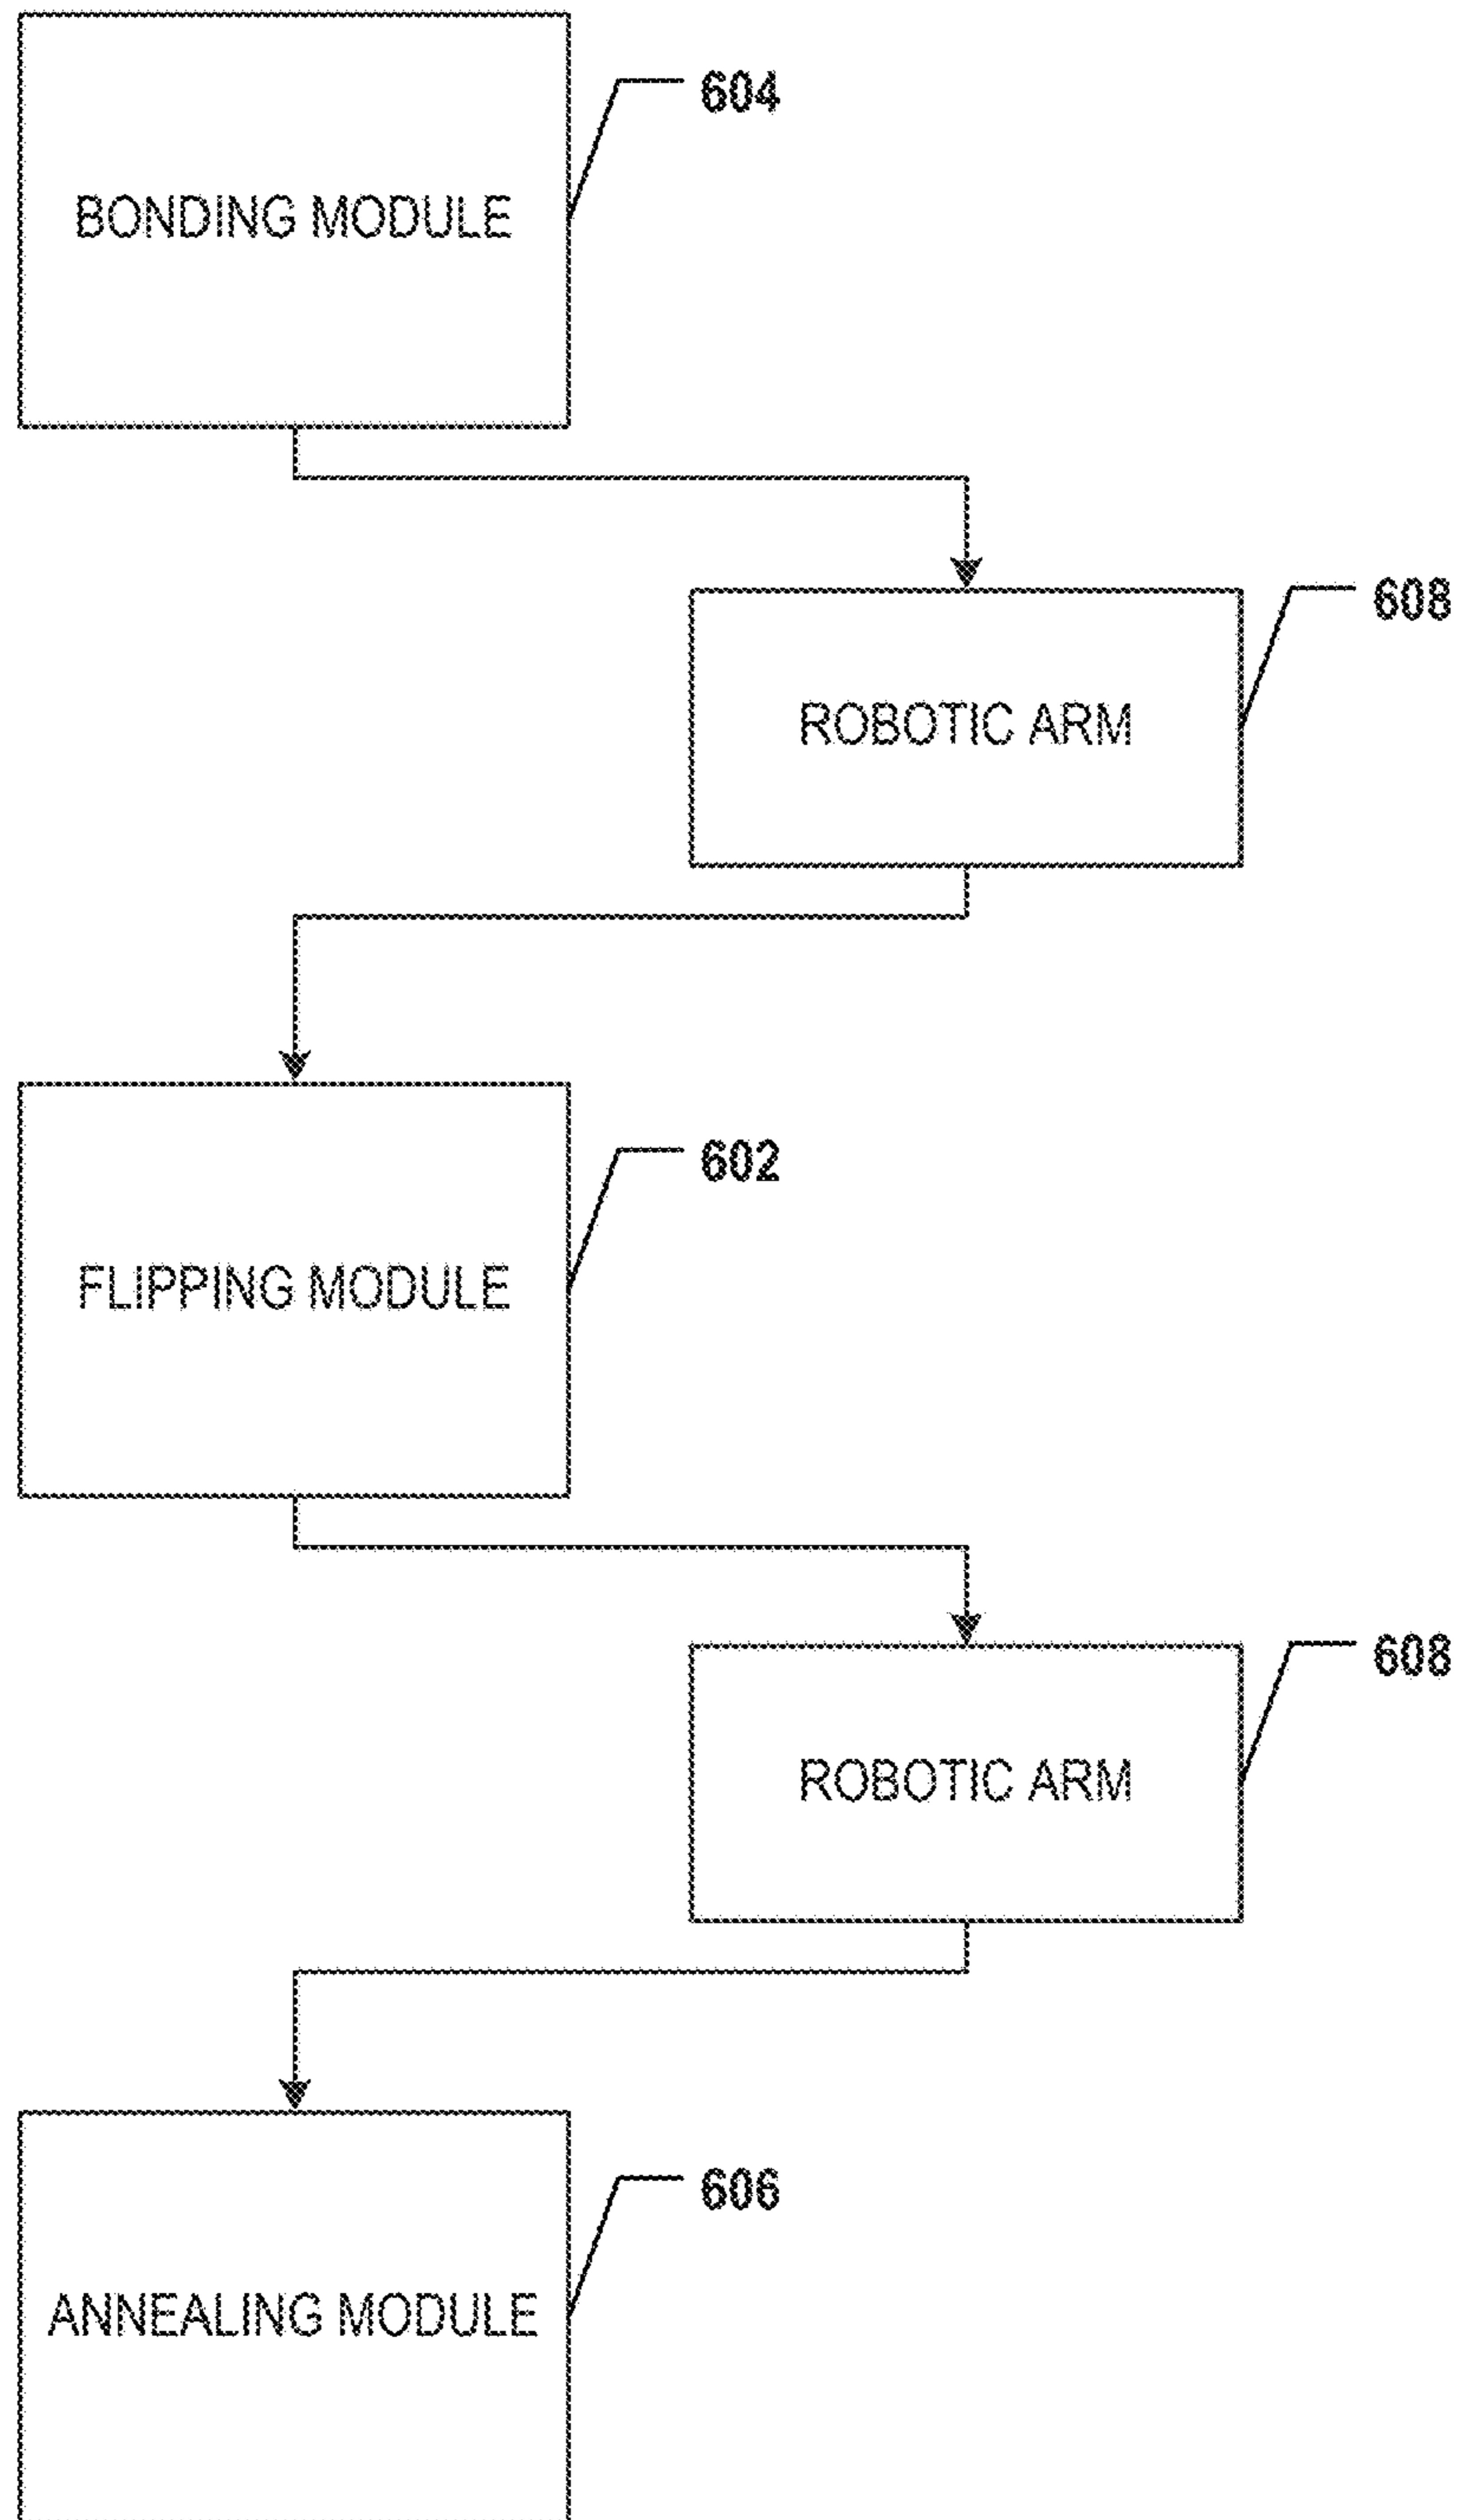 604
BONDING MODULE
608
ROBOTIC ARM
602
FLIPPING MODULE
608
ROBOTIC ARM
606
ANNEALING MODULE